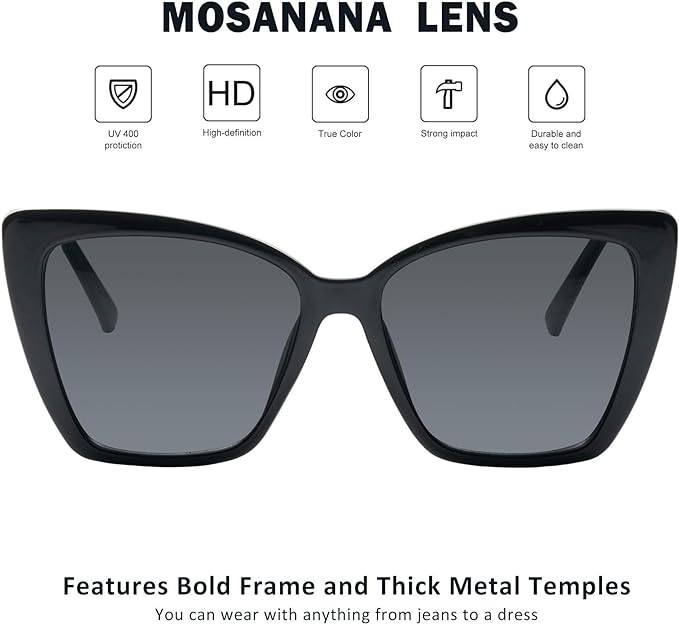 MOSANANA LENS
HD
UV 400
protiction
High-definition
True Color
Strong impact
Durable and
easy to clean
Features Bold Frame and Thick Metal Temples
You can wear with anything from jeans to a dress